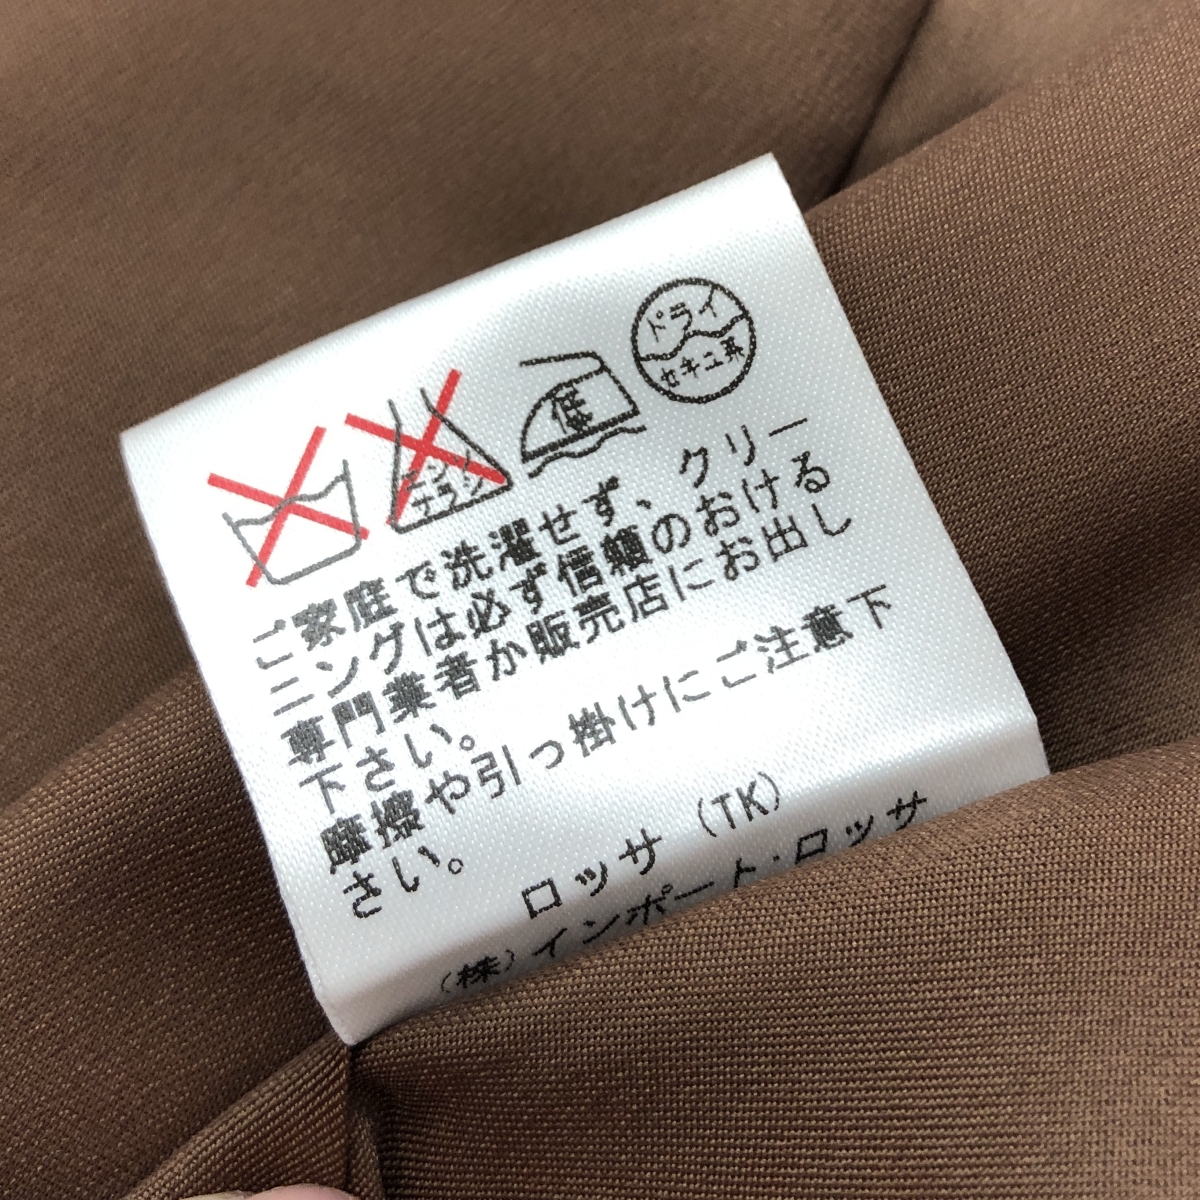 ドライ
セキユ系
低
エンソ
サラシ
ご家庭で洗濯せず、クリー
ニングは必ず信頼のおける
専門業者か販売店にお出し
下さい。
摩擦や引っ掛けにご注意下
さい。
ロッサ (TK)
(株)インポート・ロッサ